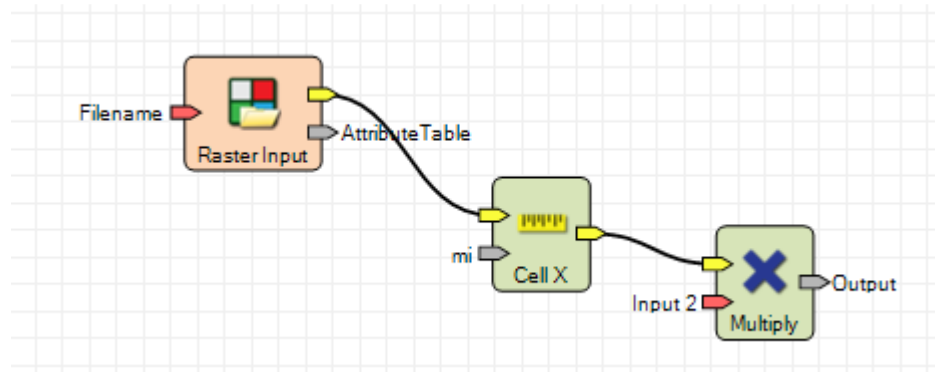 Filename
AttributeTable
Raster Input
mi
Cell X
Input 2
Output
Multiply